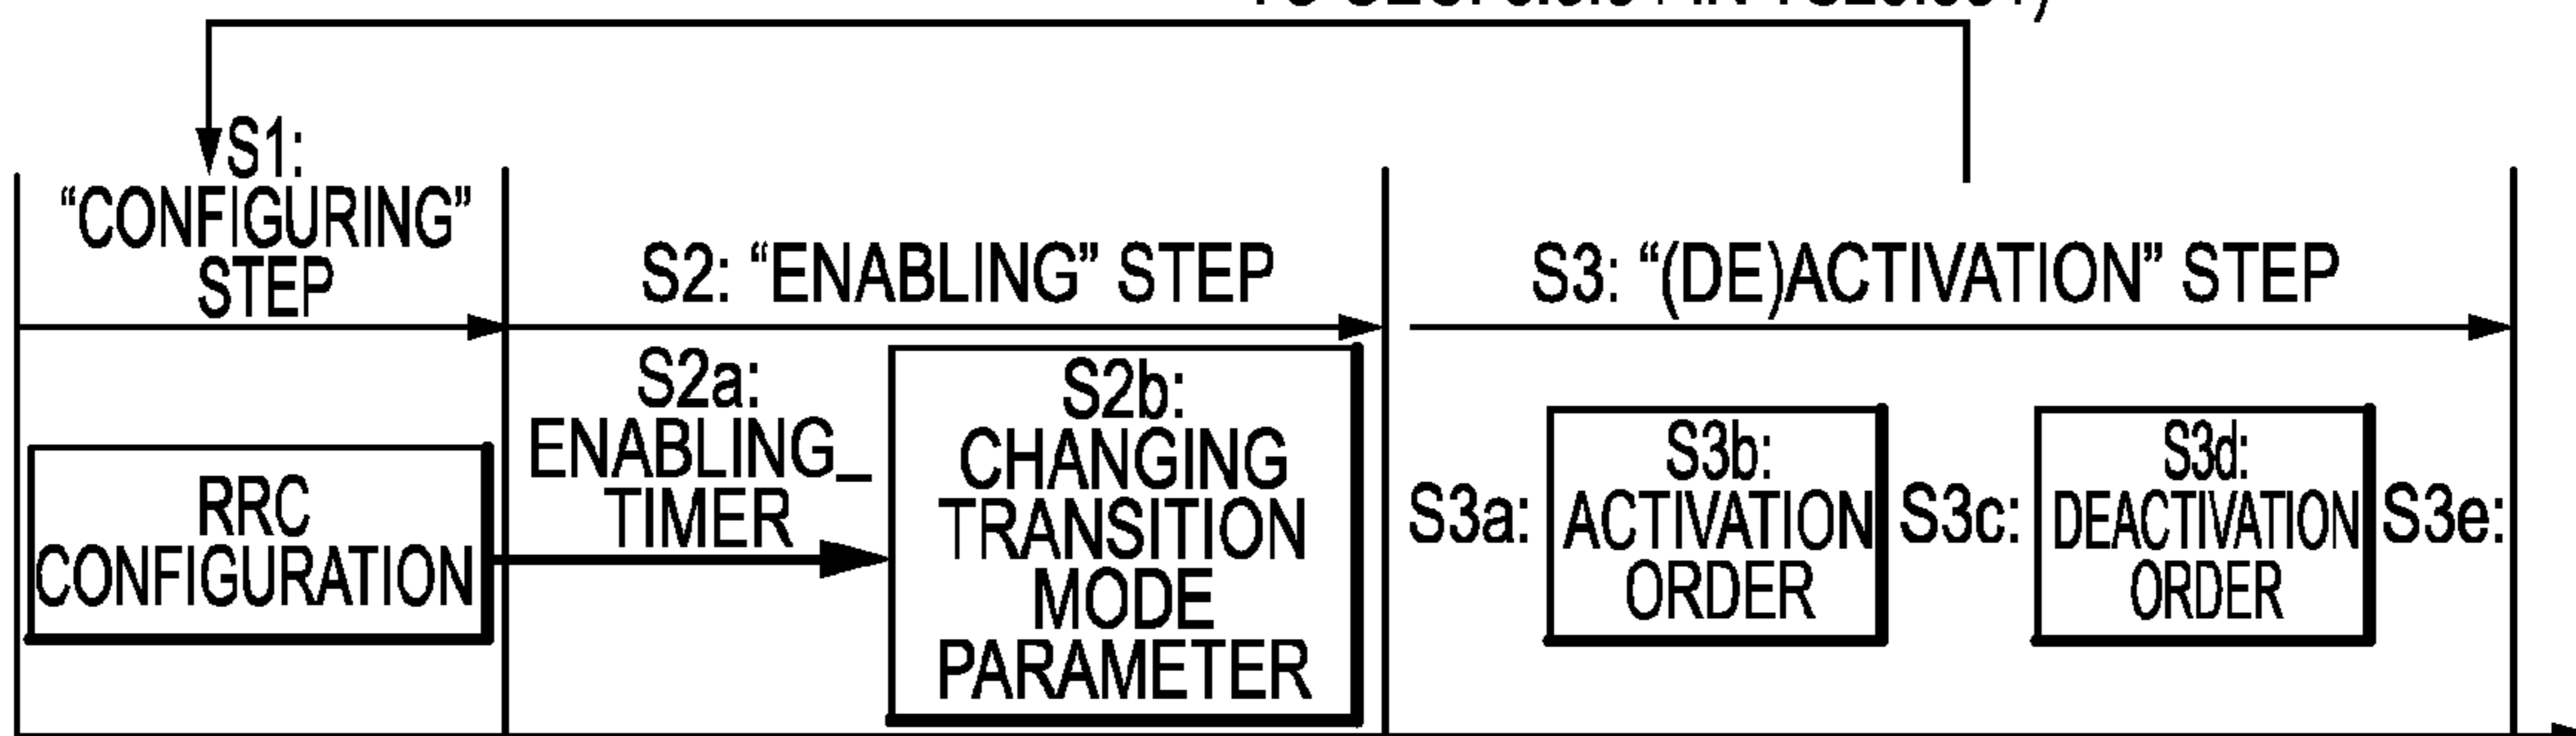 S1:
“CONFIGURING”
STEP
S2: “ENABLING” STEP
S3: “(DE)ACTIVATION” STEP
RRC
CONFIGURATION
S2a:
ENABLING_
TIMER
S2b:
CHANGING
TRANSITION
MODE
PARAMETER
S3a:
S3b:
ACTIVATION
ORDER
S3c:
S3d:
DEACTIVATION
ORDER
S3e: